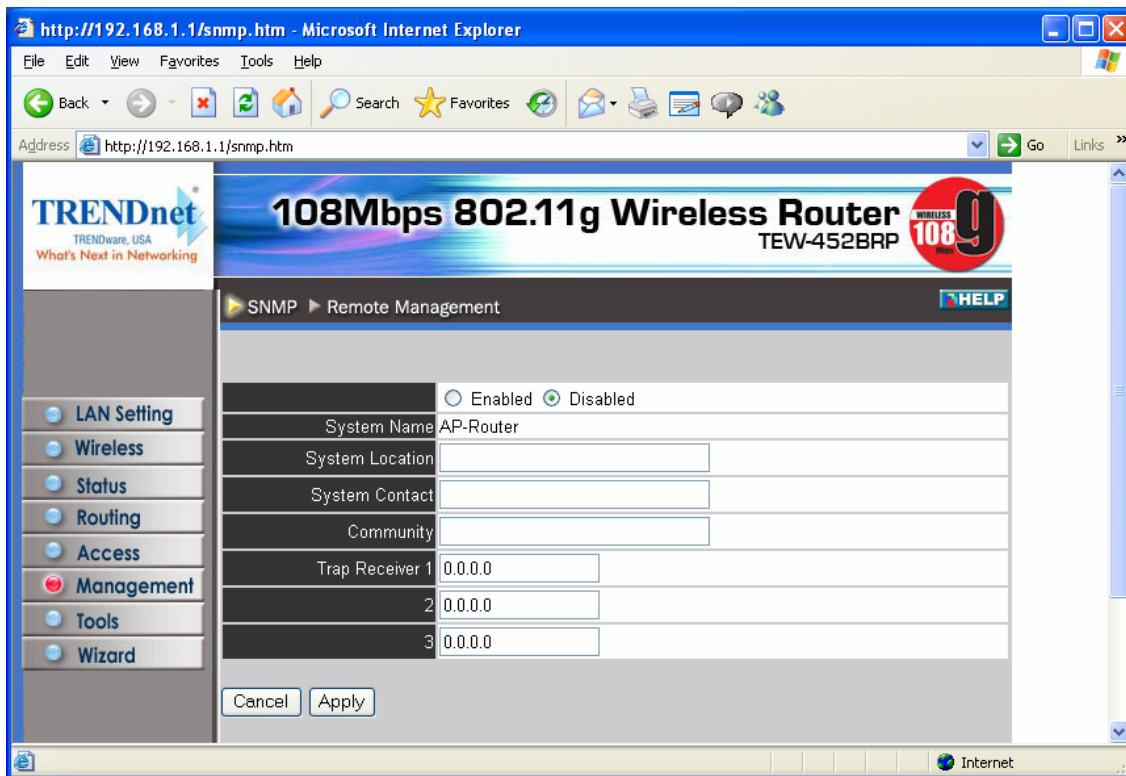 http://192.168.1.1/snmp.htm - Microsoft Internet Explorer
File Edit View Favorites Tools Help
Back Search Favorites
Address http://192.168.1.1/snmp.htm Go Links »
TRENDnet
TRENDware, USA
What's Next in Networking
108Mbps 802.11g Wireless Router
TEW-452BRP
WIRELESS
108
Mbps
g
SNMP Remote Management
HELP
LAN Setting
Wireless
Status
Routing
Access
Management
Tools
Wizard
Enabled Disabled
System Name AP-Router
System Location
System Contact
Community
Trap Receiver 1 0.0.0.0
2 0.0.0.0
3 0.0.0.0
Cancel Apply
Internet